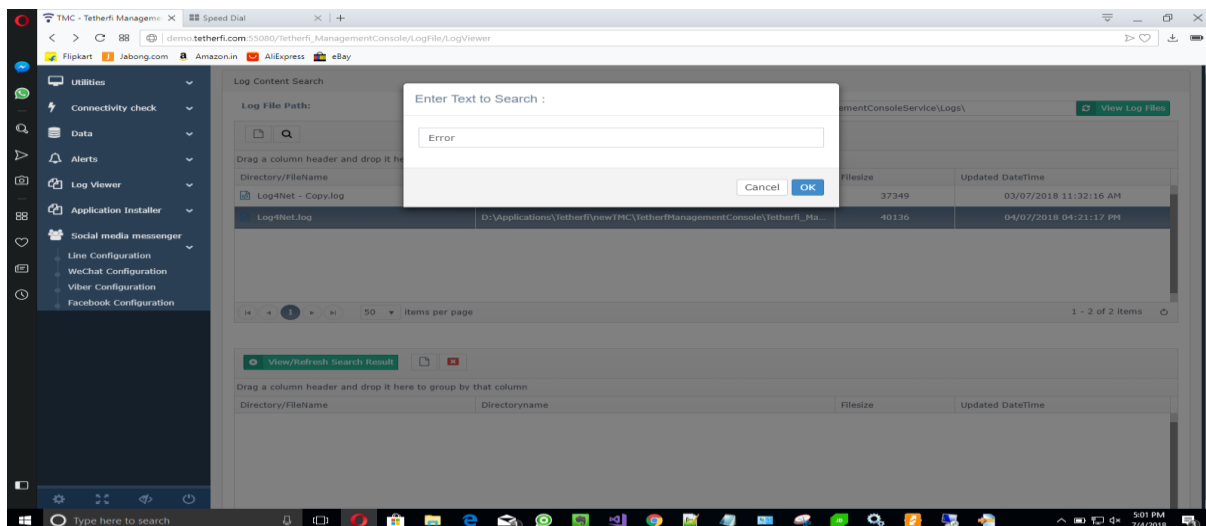 TMC - Tetherfi Manageme
Speed Dial
demo.tetherfi.com:55080/Tetherfi_ManagementConsole/LogFile/LogViewer
Flipkart Jabong.com Amazon.in AliExpress eBay
Utilities
Connectivity check
Data
Alerts
Log Viewer
Application Installer
Social media messenger
Line Configuration
WeChat Configuration
Viber Configuration
Facebook Configuration
Log Content Search
Log File Path:
ementConsoleService\Logs\
View Log Files
Enter Text to Search :
Error
Cancel OK
Drag a column header and drop it he
Directory/FileName Filesize Updated DateTime
Log4Net - Copy.log 37349 03/07/2018 11:32:16 AM
Log4Net.log D:\Applications\Tetherfi\newTMC\TetherfManagementConsole\Tetherfi_Ma... 40136 04/07/2018 04:21:17 PM
1 50 items per page 1 - 2 of 2 items
View/Refresh Search Result
Drag a column header and drop it here to group by that column
Directory/FileName Directoryname Filesize Updated DateTime
Type here to search
5:01 PM
7/4/2018